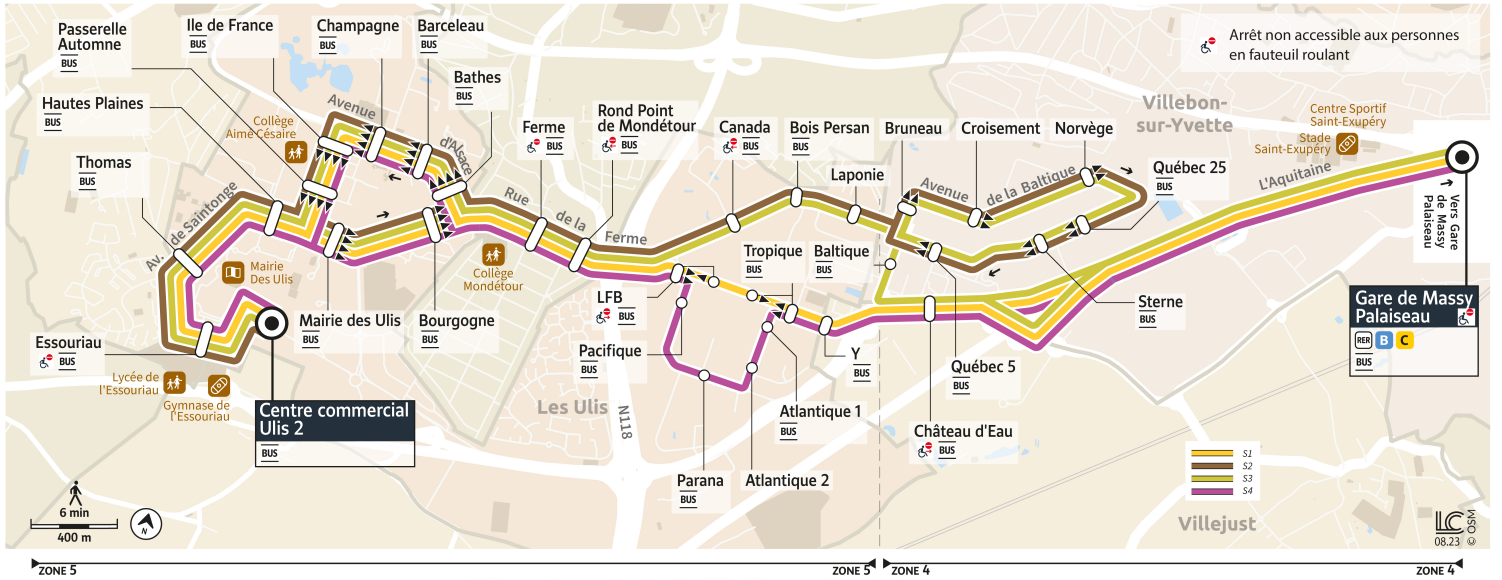 Passerelle
Automne
BUS
Ile de France
BUS
Champagne
BUS
Barceleau
BUS
Arrêt non accessible aux personnes
en fauteuil roulant
Bathes
BUS
Hautes Plaines
BUS
Collège
Aimé Césaire
Avenue
d'Alsace
Thomas
BUS
Ferme
BUS
Rond Point
de Mondétour
BUS
Canada
BUS
Bois Persan
BUS
Bruneau
Croisement
Norvège
Villebon-
sur-Yvette
Centre Sportif
Saint-Exupéry
Stade
Saint-Exupéry
Québec 25
BUS
Laponie
Avenue
de la Baltique
L'Aquitaine
Av. de Saintonge
Rue
de la
Ferme
Vers Gare
de Massy
Palaiseau
Mairie
Des Ulis
Collège
Mondétour
Tropique
BUS
Baltique
BUS
LFB
BUS
Mairie des Ulis
BUS
Bourgogne
BUS
Sterne
BUS
Gare de Massy
Palaiseau
RER
B
C
BUS
Essouriau
BUS
Pacifique
BUS
Y
BUS
Québec 5
BUS
Lycée de
l'Essouriau
Gymnase de
l'Essouriau
Centre commercial
Ulis 2
BUS
Les Ulis
N118
Atlantique 1
BUS
Château d'Eau
BUS
Parana
BUS
Atlantique 2
S1
S2
S3
S4
Villejust
6 min
400 m
N
LC
08.23
© OSM
ZONE 5
ZONE 5
ZONE 4
ZONE 4